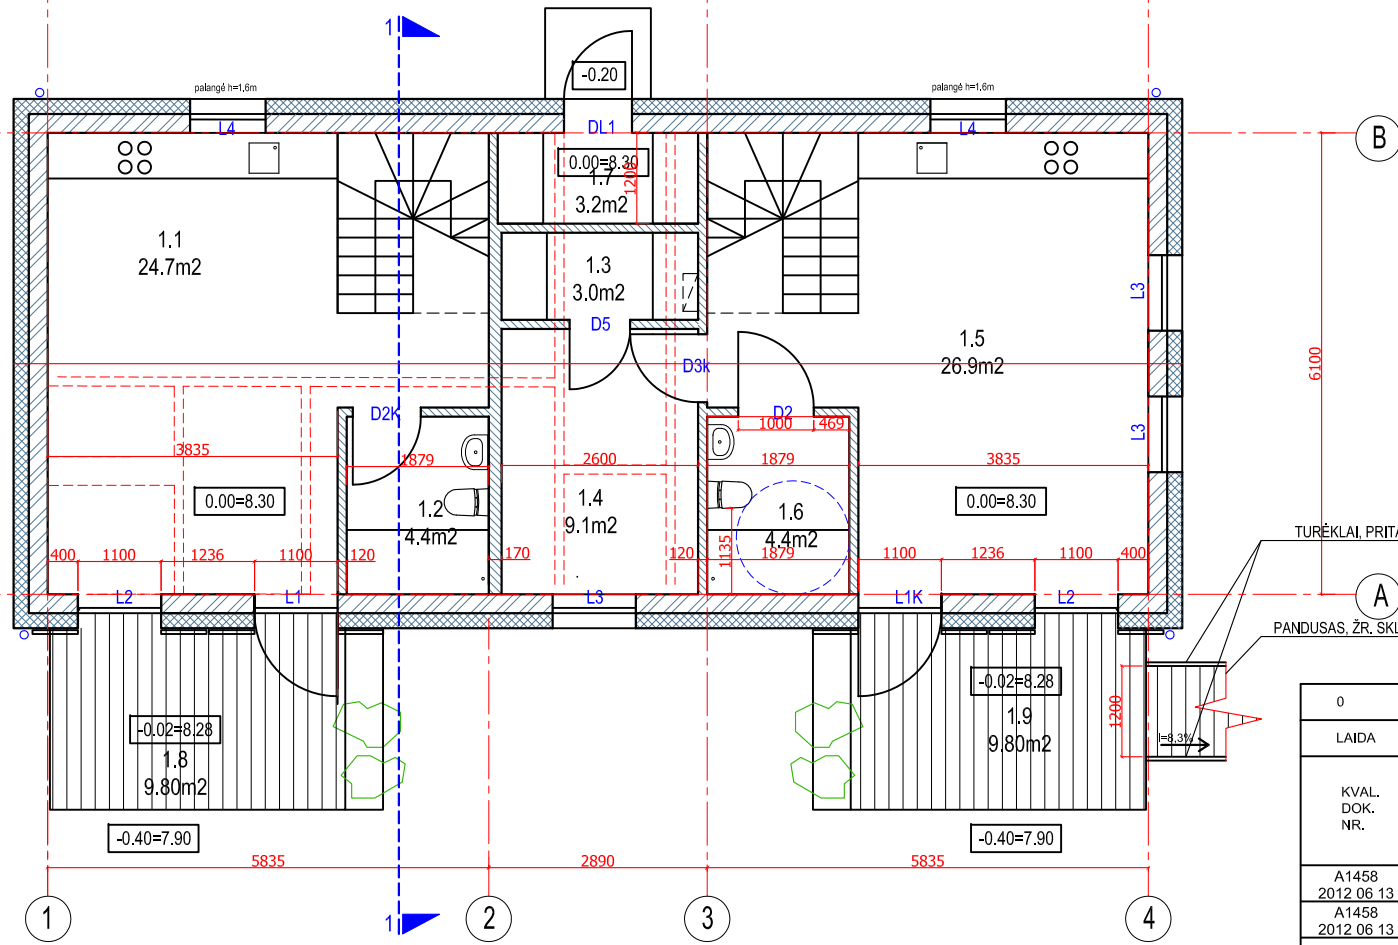 1
-0.20
palangė h=1,6m
palangė h=1,6m
L4
DL1
L4
B
0.00=8.30
1.7
3.2m2
1200
1.1
24.7m2
1.3
3.0m2
L3
D5
1.5
26.9m2
D3k
6100
D2K
D2
1000
469
L3
3835
1879
2600
1879
3835
0.00=8.30
1.2
4.4m2
1.4
9.1m2
1.6
4.4m2
0.00=8.30
1135
TURĖKLAI, PRITA
400
1100
1236
1100
120
170
120
1879
1100
1236
1100
400
L2
L1
L3
L1K
L2
A
PANDUSAS, ŽR. SKL
-0.02=8.28
1.8
9.80m2
-0.02=8.28
1.9
9.80m2
1200
i=8,3%
0
LAIDA
KVAL.
DOK.
NR.
-0.40=7.90
-0.40=7.90
5835
2890
5835
A1458
2012 06 13
A1458
2012 06 13
1
1
2
3
4